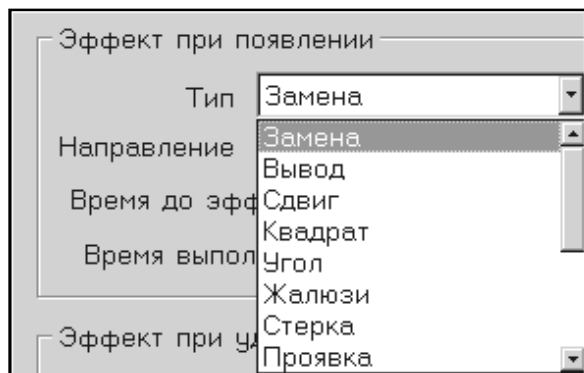 Эффект при появлении
Тип Замена
Замена
Направление
Вывод
Время до эфф
Сдвиг
Квадрат
Время выпол
Угол
Жалюзи
Стерка
Эффект при уд
Проявка